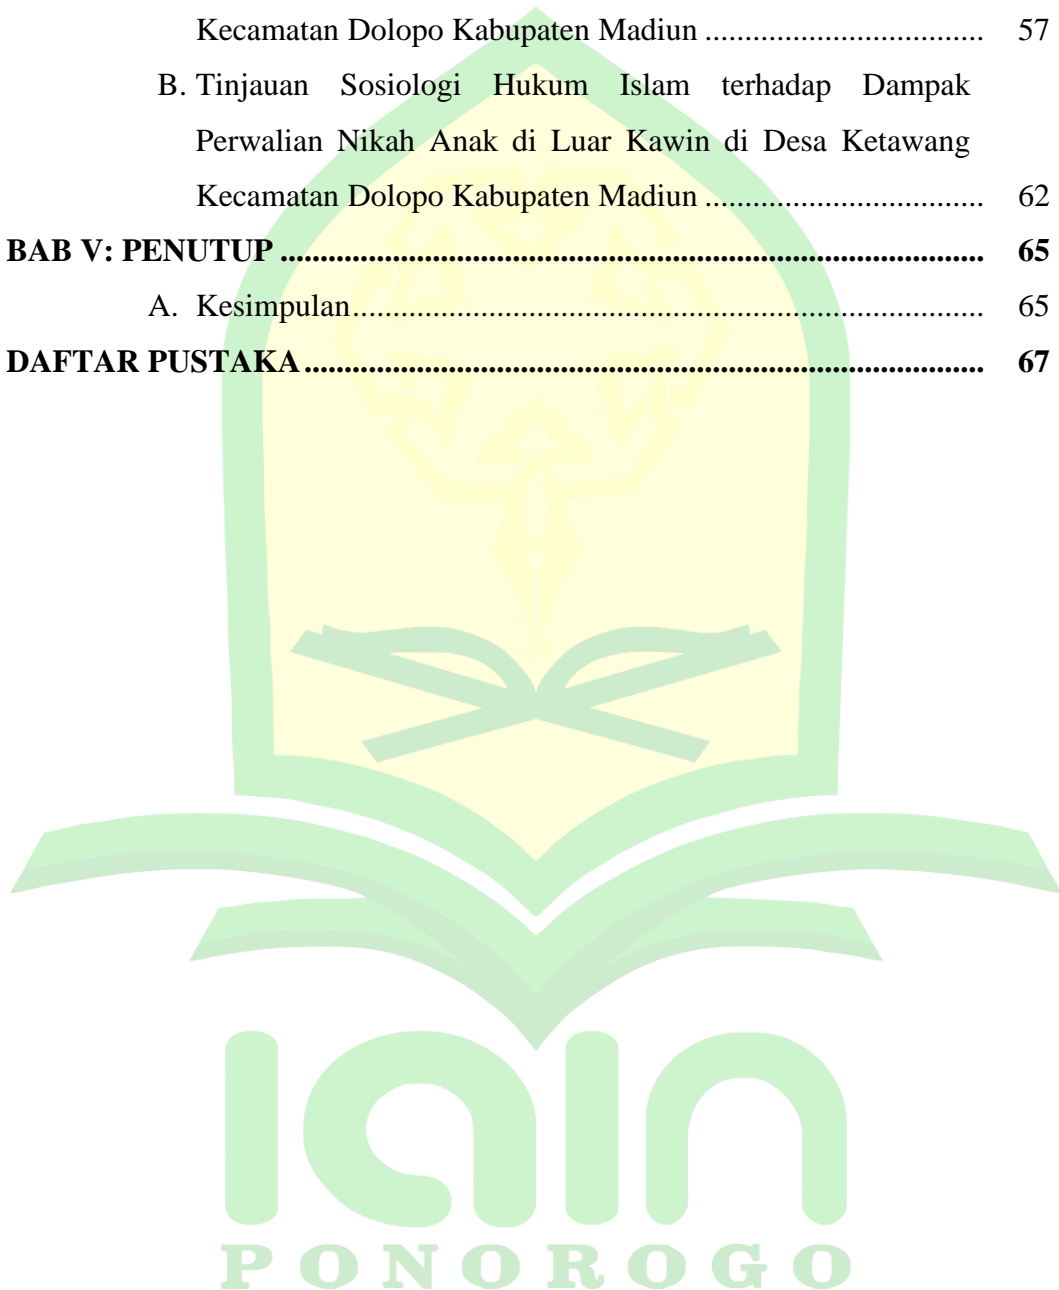 Kecamatan Dolopo Kabupaten Madiun ................................... 57
B. Tinjauan Sosiologi Hukum Islam terhadap Dampak
Perwalian Nikah Anak di Luar Kawin di Desa Ketawang
Kecamatan Dolopo Kabupaten Madiun ................................... 62
BAB V: PENUTUP ........................................................................................ 65
A. Kesimpulan............................................................................... 65
DAFTAR PUSTAKA ..................................................................................... 67
iain
PONOROGO